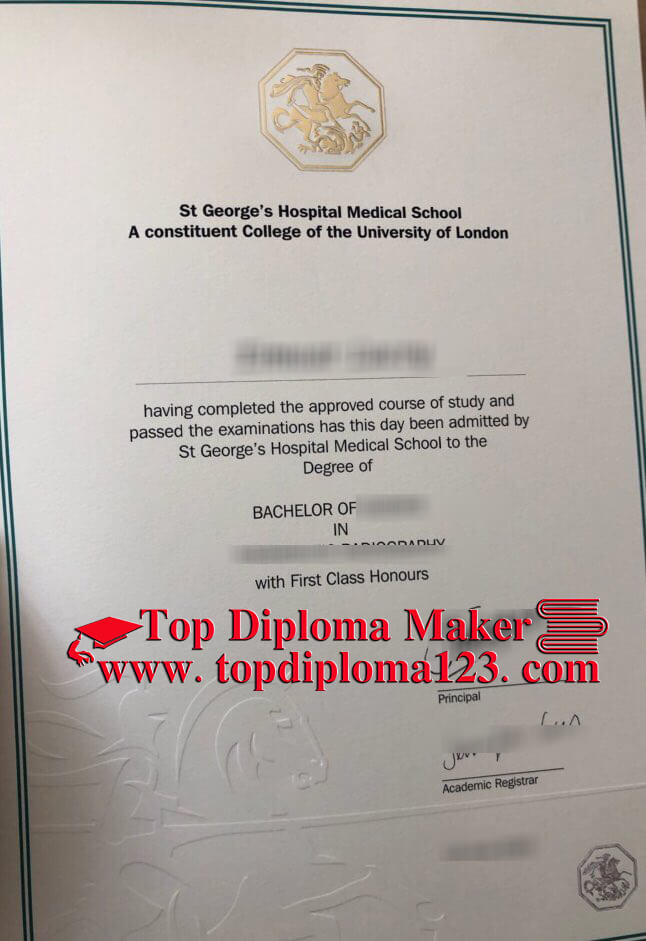 St George's Hospital Medical School
A constituent College of the University of London
having completed the approved course of study and
passed the examinations has this day been admitted by
St George's Hospital Medical School to the
Degree of
BACHELOR OF
IN
RADIOGRAPHY
with First Class Honours
Top Diploma Maker
www. topdiploma123. com
Principal
Academic Registrar